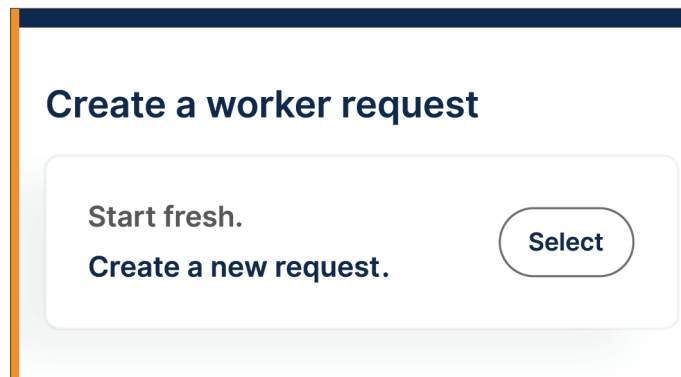 Create a worker request
Start fresh.
Create a new request.
Select